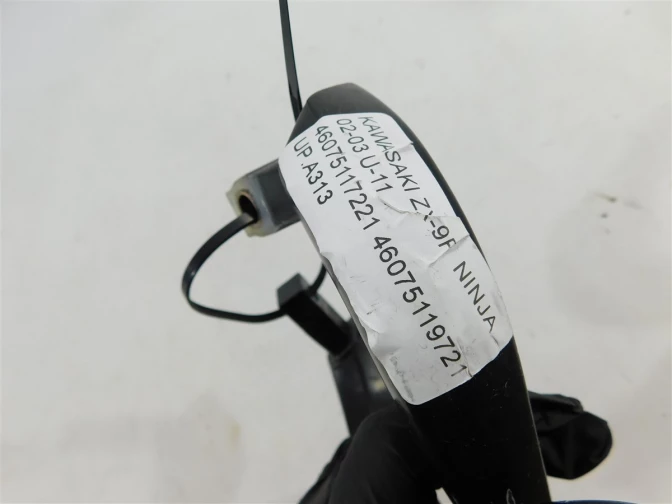 KAWASAKI ZX-9R NINJA
02-03 U-11
46075117221 46075119721
UP.A313